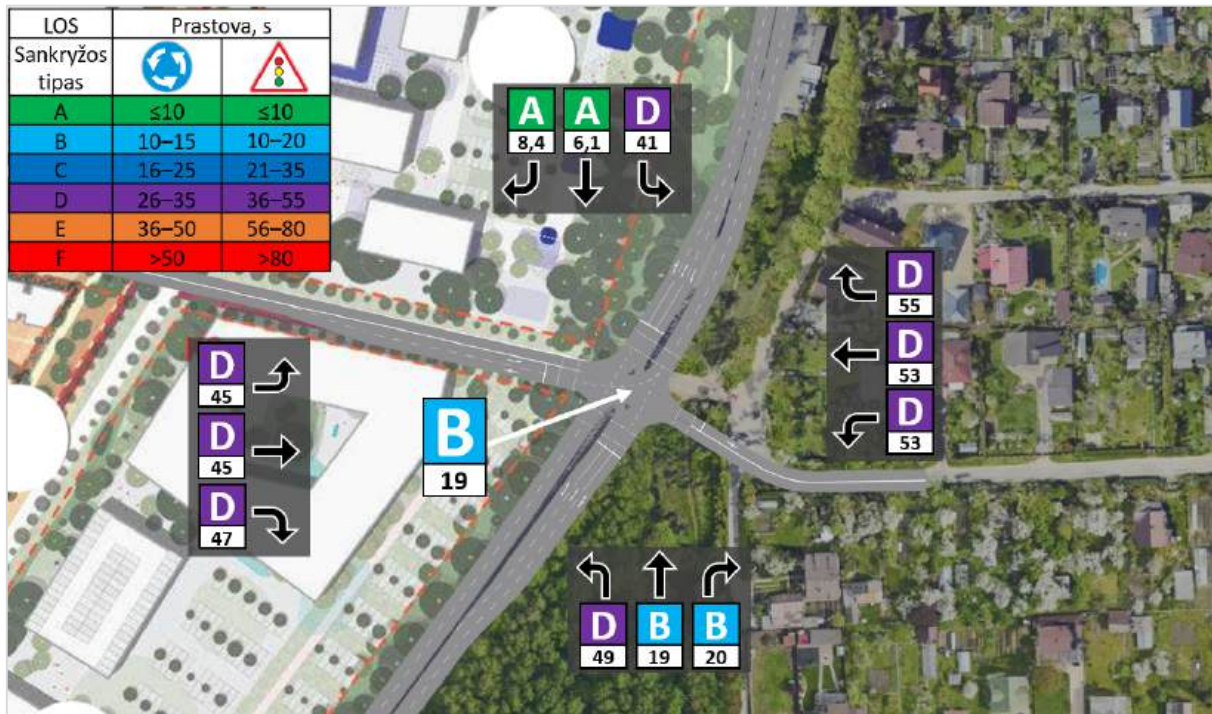 LOS Prastova, s
Sankryžos
tipas
A ≤10 ≤10
B 10–15 10–20
C 16–25 21–35
D 26–35 36–55
E 36–50 56–80
F >50 >80
A A D
8,4 6,1 41
D
55
D
53
D
53
D
45
D
45
D
47
B
19
D B B
49 19 20